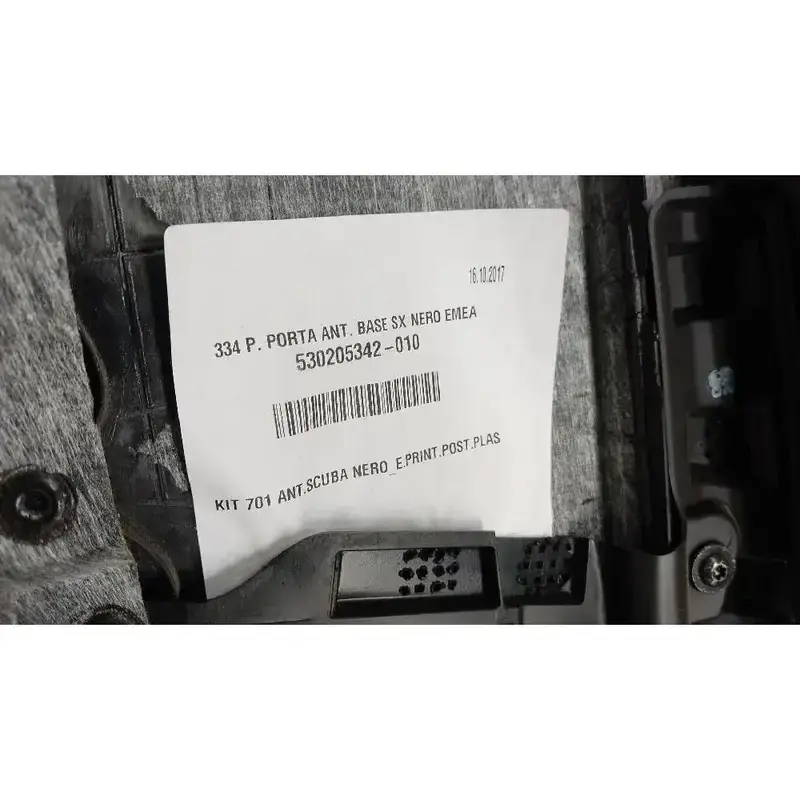 16.10.2017
334 P. PORTA ANT. BASE SX NERO EMEA
530205342-010
KIT 701 ANT.SCUBA NERO_E.PRINT.POST.PLAS